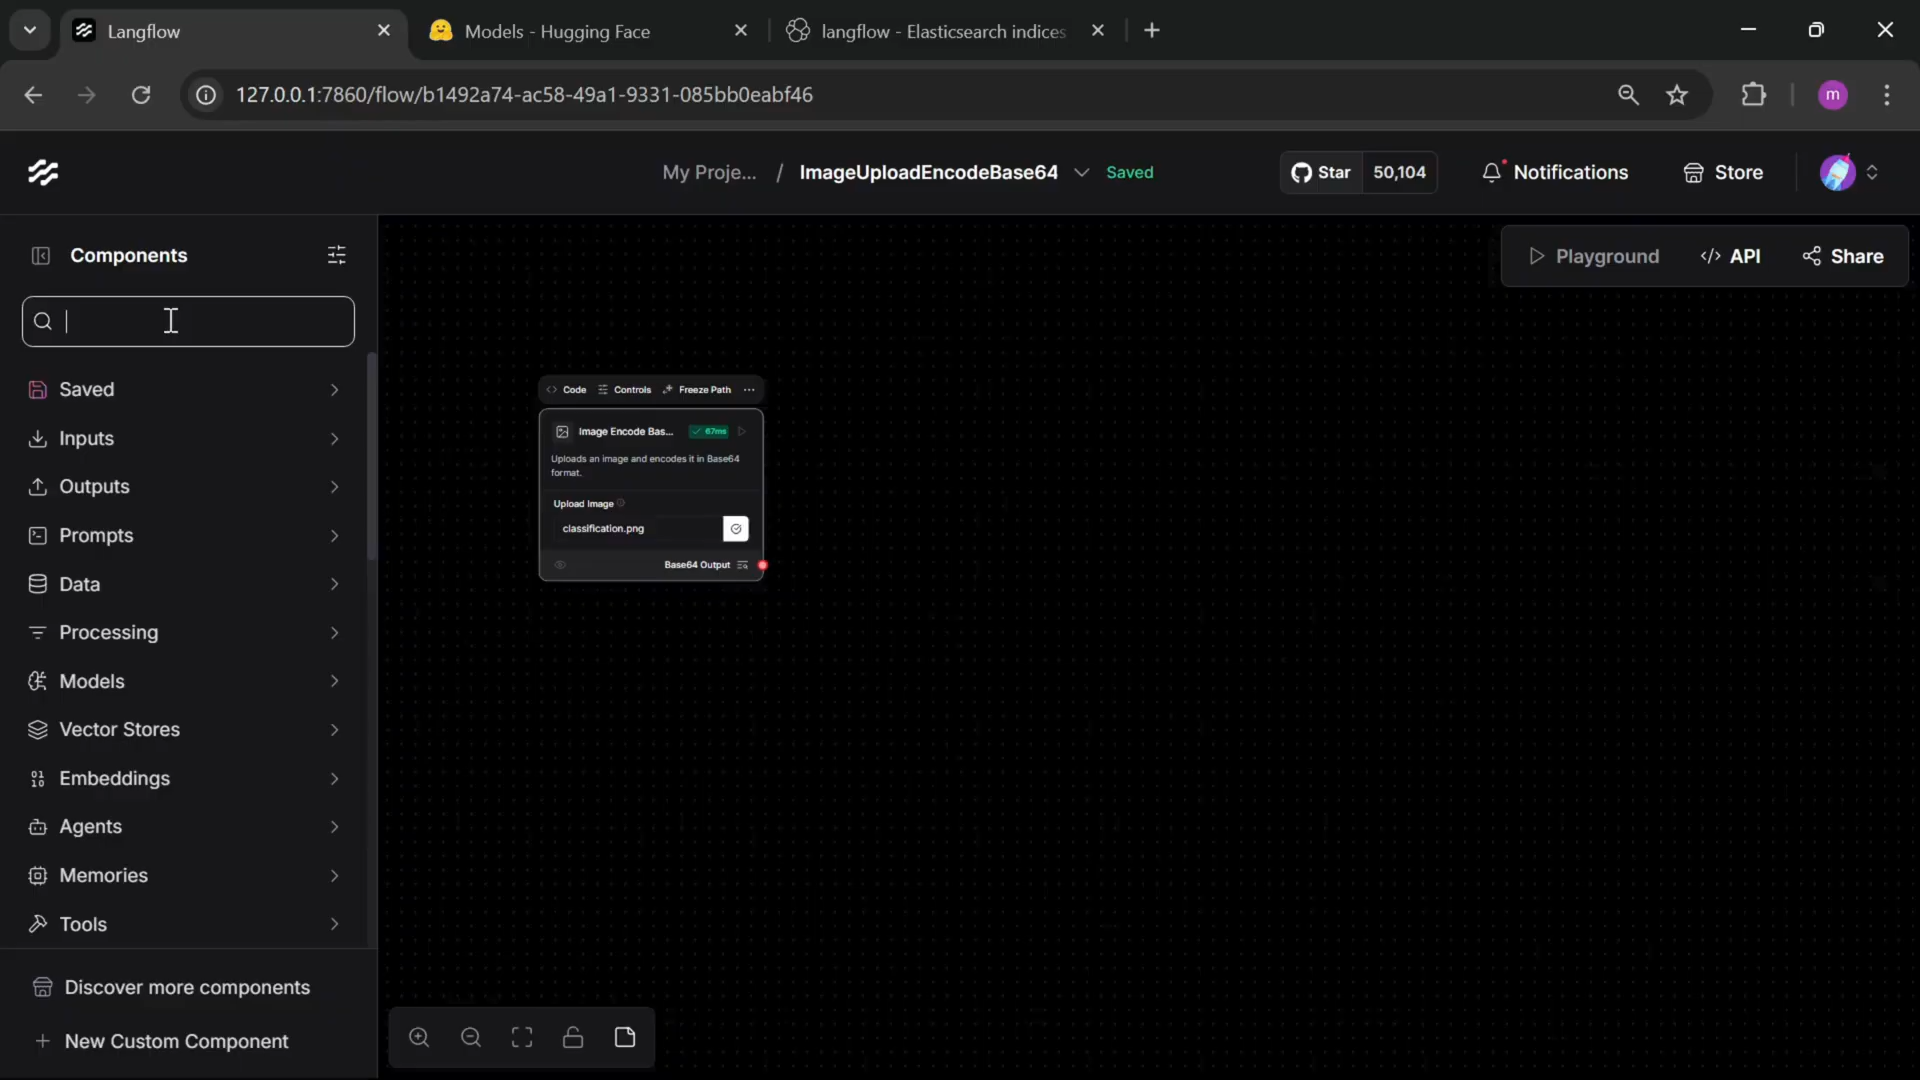 Langflow
Models - Hugging Face
langflow - Elasticsearch indices
127.0.0.1:7860/flow/b1492a74-ac58-49a1-9331-085bb0eabf46
m
My Proje... / ImageUploadEncodeBase64
Saved
Star 50,104
Notifications
Store
Components
Playground
</> API
Share
Saved
Inputs
Outputs
Prompts
Data
Processing
Models
Vector Stores
Embeddings
Agents
Memories
Tools
Discover more components
New Custom Component
Code Controls Freeze Path
Image Encode Bas... 67ms
Uploads an image and encodes it in Base64
format.
Upload Image
classification.png
Base64 Output